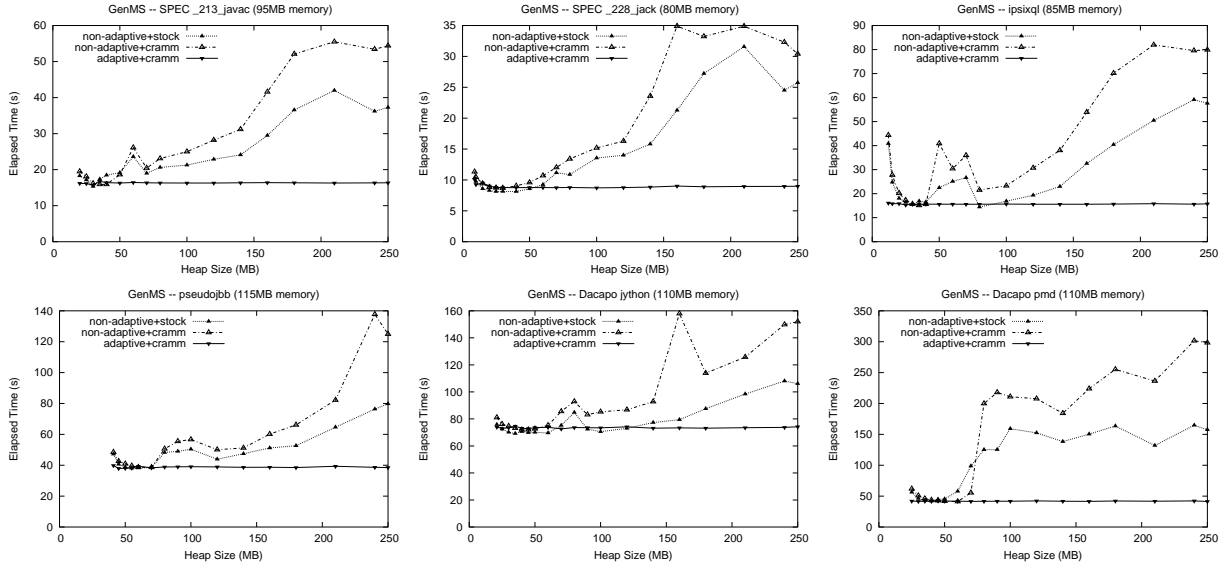 GenMS -- SPEC _213_javac (95MB memory)
60
50
40
30
20
10
0
Elapsed Time (s)
non-adaptive+stock
non-adaptive+cramm
adaptive+cramm
0 50 100 150 200 250
Heap Size (MB)
GenMS -- SPEC _228_jack (80MB memory)
35
30
25
20
15
10
5
0
Elapsed Time (s)
non-adaptive+stock
non-adaptive+cramm
adaptive+cramm
0 50 100 150 200 250
Heap Size (MB)
GenMS -- ipsixql (85MB memory)
90
80
70
60
50
40
30
20
10
0
Elapsed Time (s)
non-adaptive+stock
non-adaptive+cramm
adaptive+cramm
0 50 100 150 200 250
Heap Size (MB)
GenMS -- pseudojbb (115MB memory)
140
120
100
80
60
40
20
0
Elapsed Time (s)
non-adaptive+stock
non-adaptive+cramm
adaptive+cramm
0 50 100 150 200 250
Heap Size (MB)
GenMS -- Dacapo jython (110MB memory)
160
140
120
100
80
60
40
20
0
Elapsed Time (s)
non-adaptive+stock
non-adaptive+cramm
adaptive+cramm
0 50 100 150 200 250
Heap Size (MB)
GenMS -- Dacapo pmd (110MB memory)
350
300
250
200
150
100
50
0
Elapsed Time (s)
non-adaptive+stock
non-adaptive+cramm
adaptive+cramm
0 50 100 150 200 250
Heap Size (MB)